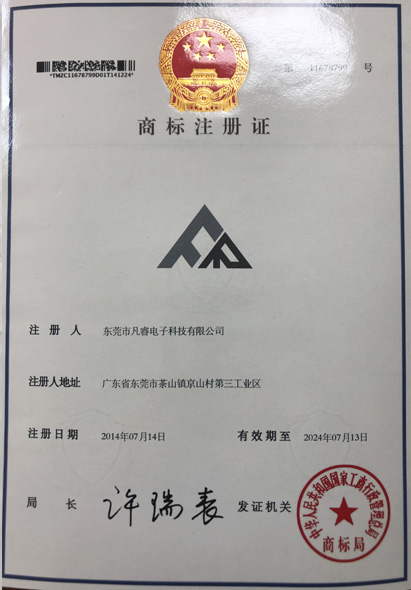 *TMZC11678799D01T141224*
第 11678799 号
商标注册证
注 册 人 东莞市凡睿电子科技有限公司
注册人地址 广东省东莞市茶山镇京山村第三工业区
注册日期 2014年07月14日 有效期至 2024年07月13日
局 长 许瑞表 发证机关
中华人民共和国国家工商行政管理总局
商标局